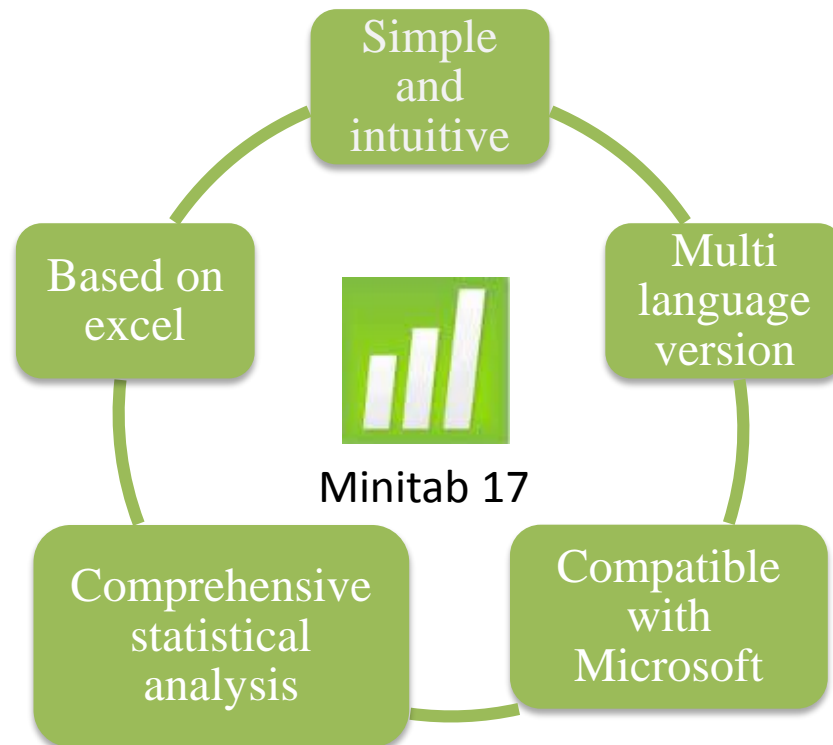 Simple
and
intuitive
Multi
language
version
Compatible
with
Microsoft
Comprehensive
statistical
analysis
Based on
excel
Minitab 17